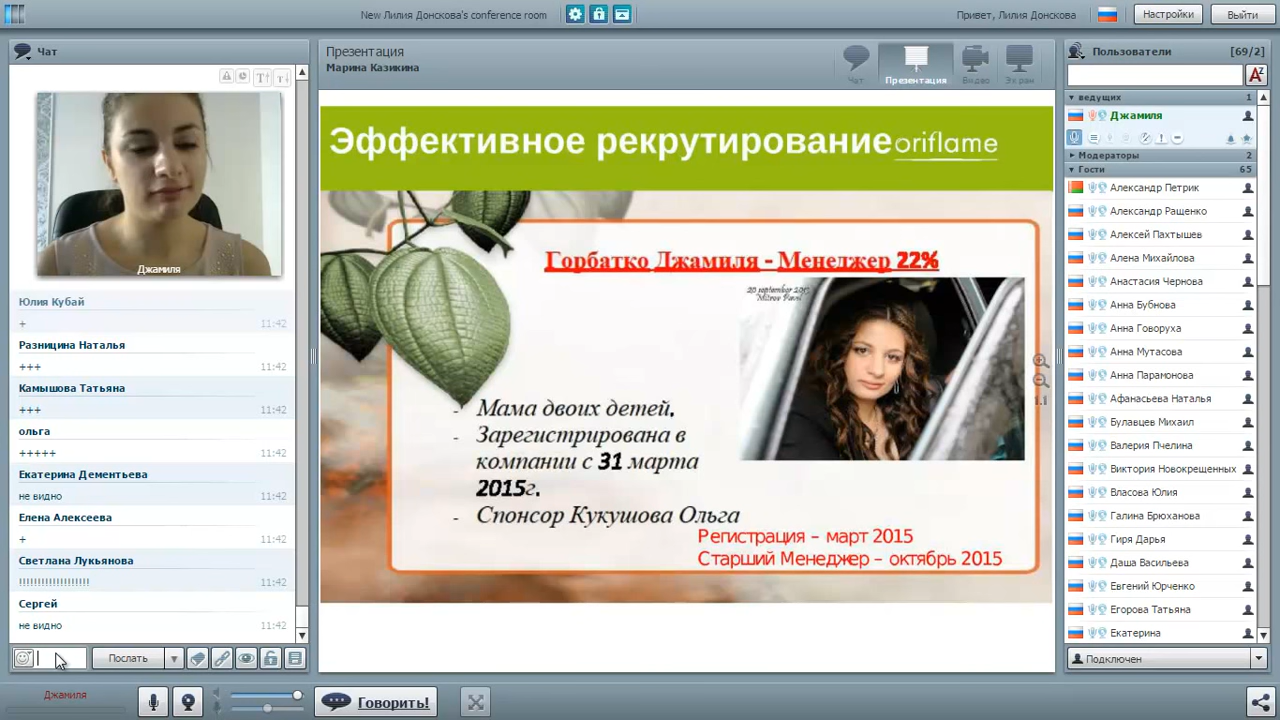 New Лилия Донскова's conference room
Привет, Лилия Донскова
Настройки
Выйти
Чат
Джамиля
Юлия Кубай
+
11:42
Разницина Наталья
+++
11:42
Камышова Татьяна
+++
11:42
ольга
+++++
11:42
Екатерина Дементьева
не видно
11:42
Елена Алексеева
+
11:42
Светлана Лукьянова
!!!!!!!!!!!!!!!!!!!
11:42
Сергей
не видно
11:42
Послать
Презентация
Марина Казикина
Чат
Презентация
Видео
Экран
Эффективное рекрутирование
oriflame
Горбатко Джамиля - Менеджер 22%
- Мама двоих детей.
- Зарегистрирована в
компании с 31 марта
2015г.
- Спонсор Кукушова Ольга
Регистрация – март 2015
Старший Менеджер – октябрь 2015
1:1
Пользователи
[69/2]
ведущих 1
Джамиля
Модераторы 2
Гости 65
Александр Петрик
Александр Ращенко
Алексей Пахтышев
Алена Михайлова
Анастасия Чернова
Анна Бубнова
Анна Говоруха
Анна Мутасова
Анна Парамонова
Афанасьева Наталья
Булавцев Михаил
Валерия Пчелина
Виктория Новокрещенных
Власова Юлия
Галина Брюханова
Гиря Дарья
Даша Васильева
Евгений Юрченко
Егорова Татьяна
Екатерина
Подключен
Джамиля
Говорить!